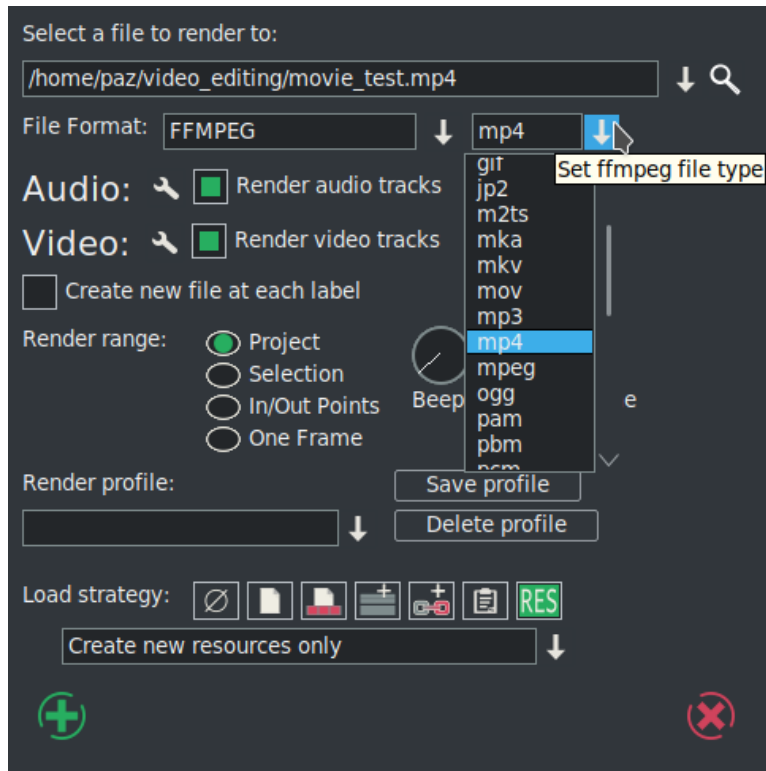 Select a file to render to:
/home/paz/video_editing/movie_test.mp4
File Format: FFMPEG mp4
Set ffmpeg file type
gif
jp2
m2ts
mka
mkv
mov
mp3
mp4
mpeg
ogg
pam
pbm
pcm
Audio: Render audio tracks
Video: Render video tracks
Create new file at each label
Render range: Project
Selection
In/Out Points
One Frame
Beep e
Render profile:
Save profile
Delete profile
Load strategy: RES
Create new resources only